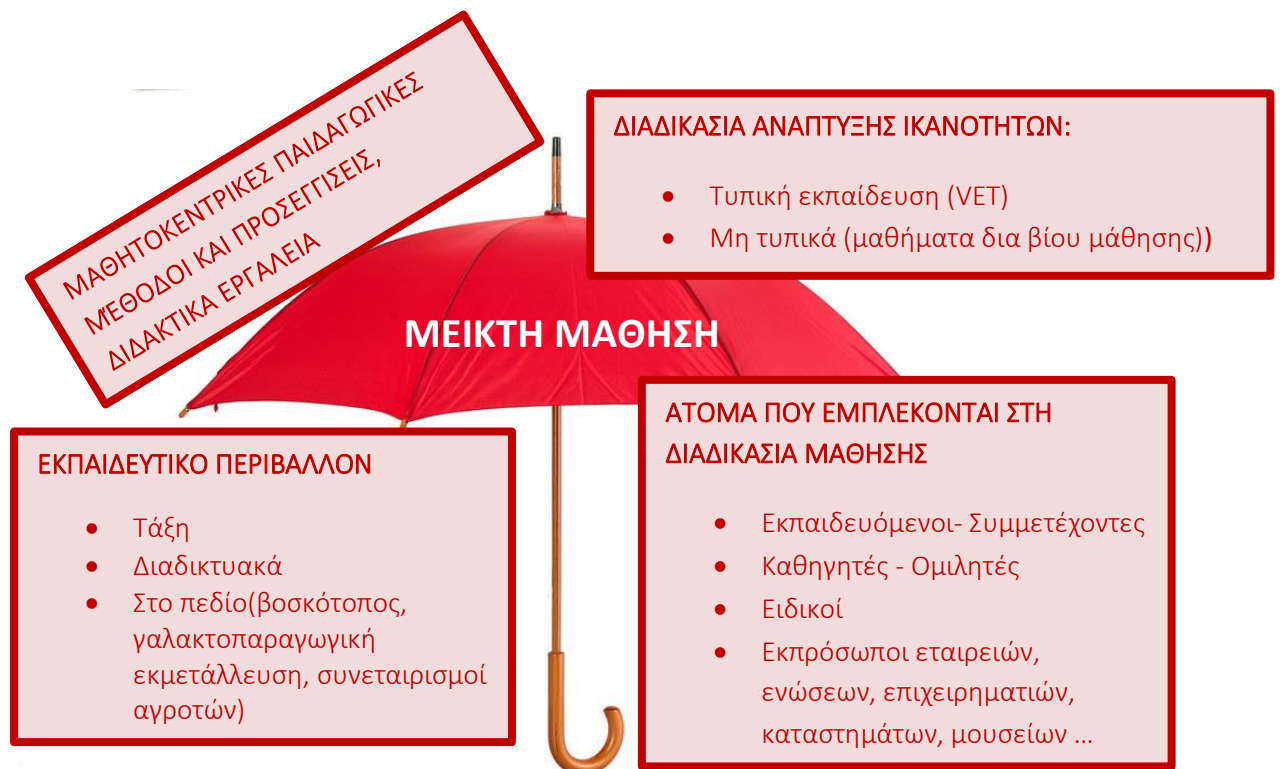 ΜΑΘΗΤΟΚΕΝΤΡΙΚΕΣ ΠΑΙΔΑΓΩΓΙΚΕΣ
ΜΈΘΟΔΟΙ ΚΑΙ ΠΡΟΣΕΓΓΙΣΕΙΣ,
ΔΙΔΑΚΤΙΚΑ ΕΡΓΑΛΕΙΑ
ΔΙΑΔΙΚΑΣΙΑ ΑΝΑΠΤΥΞΗΣ ΙΚΑΝΟΤΗΤΩΝ:
• Τυπική εκπαίδευση (VET)
• Μη τυπικά (μαθήματα δια βίου μάθησης))
ΜΕΙΚΤΗ ΜΑΘΗΣΗ
ΕΚΠΑΙΔΕΥΤΙΚΟ ΠΕΡΙΒΑΛΛΟΝ
• Τάξη
• Διαδικτυακά
• Στο πεδίο(βοσκότοπος,
γαλακτοπαραγωγική
εκμετάλλευση, συνεταιρισμοί
αγροτών)
ΑΤΟΜΑ ΠΟΥ ΕΜΠΛΕΚΟΝΤΑΙ ΣΤΗ
ΔΙΑΔΙΚΑΣΙΑ ΜΑΘΗΣΗΣ
• Εκπαιδευόμενοι- Συμμετέχοντες
• Καθηγητές - Ομιλητές
• Ειδικοί
• Εκπρόσωποι εταιρειών,
ενώσεων, επιχειρηματιών,
καταστημάτων, μουσείων ...